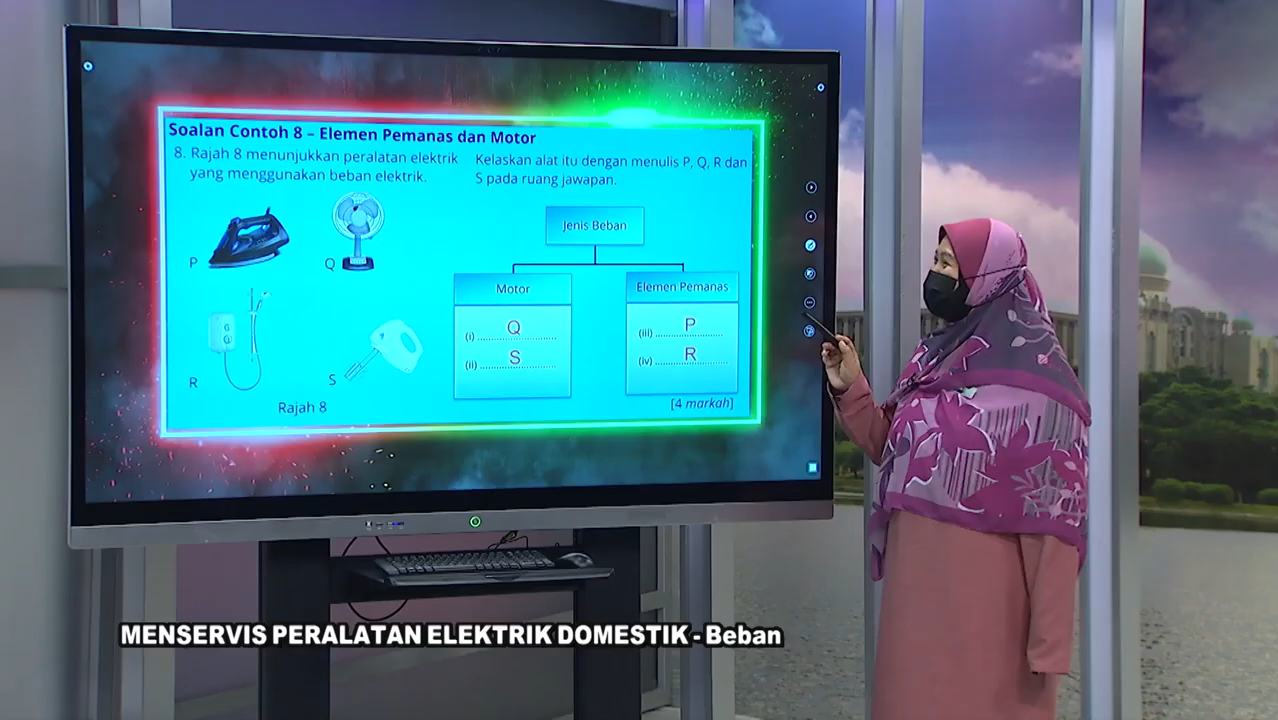 Soalan Contoh 8 – Elemen Pemanas dan Motor
8. Rajah 8 menunjukkan peralatan elektrik
yang menggunakan beban elektrik.
Kelaskan alat itu dengan menulis P, Q, R dan
S pada ruang jawapan.
P
Q
R
S
Rajah 8
Jenis Beban
Motor
(i) Q
(ii) S
Elemen Pemanas
(iii) P
(iv) R
[4 markah]
MENSERVIS PERALATAN ELEKTRIK DOMESTIK - Beban